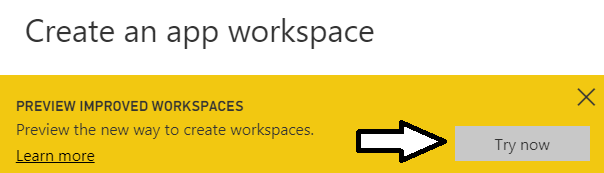 Create an app workspace
PREVIEW IMPROVED WORKSPACES
Preview the new way to create workspaces.
Learn more
Try now